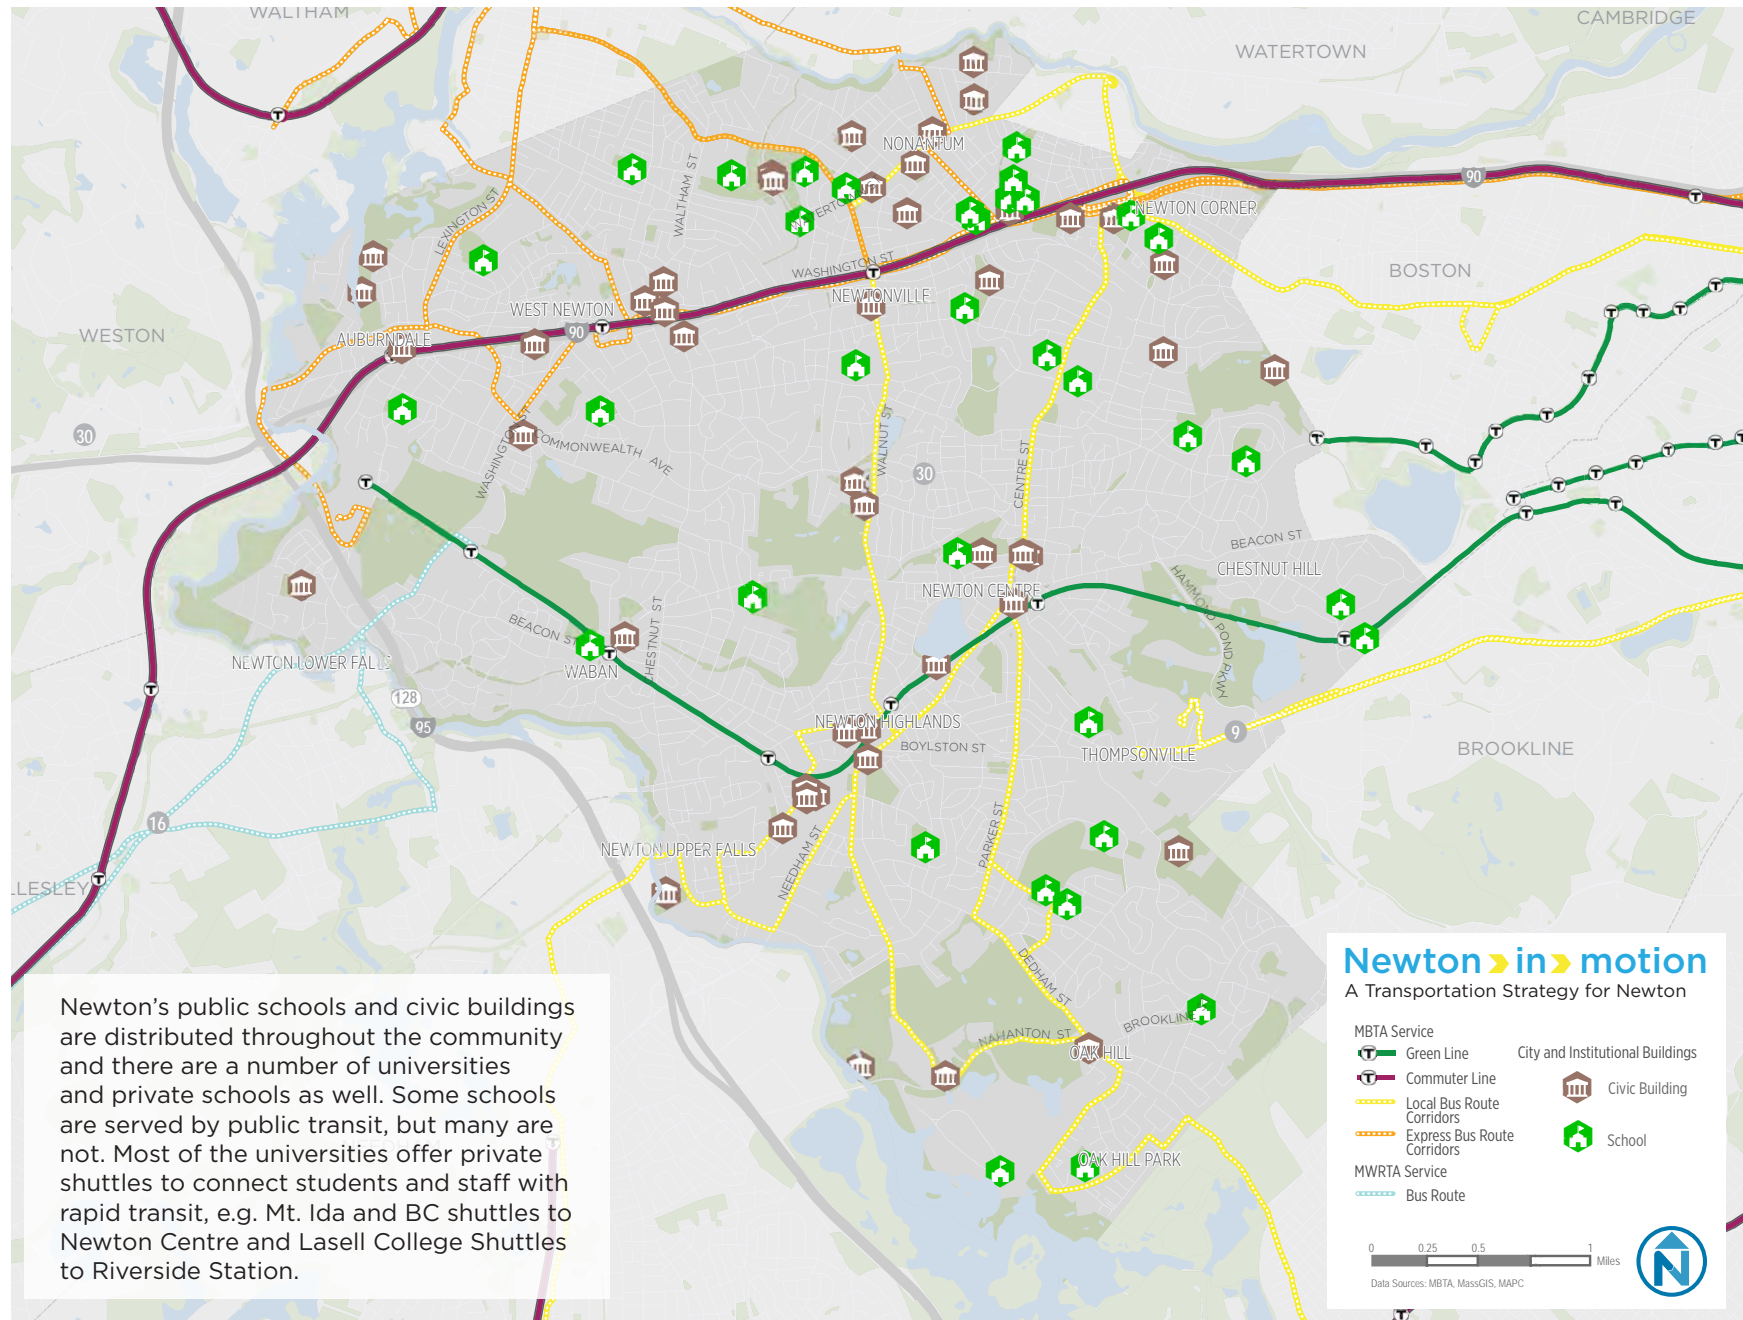 WALTHAM
CAMBRIDGE
WATERTOWN
NONANTUM
WALTHAM ST
90
LEXINGTON ST
NEWTON CORNER
WASHINGTON ST
BOSTON
NEWTONVILLE
WEST NEWTON
90
WESTON
AUBURNDALE
WALNUT ST
30
WASHINGTON ST
COMMONWEALTH AVE
30
CENTRE ST
BEACON ST
CHESTNUT HILL
HAMMOND POND PKWY
NEWTON CENTRE
BEACON ST
CHESTNUT ST
NEWTON LOWER FALLS
WABAN
128
95
NEWTON HIGHLANDS
BOYLSTON ST
9
THOMPSONVILLE
BROOKLINE
16
PARKER ST
NEWTON UPPER FALLS
NEEDHAM ST
LLESLEY
DEDHAM ST
NAHANTON ST
BROOKLIN
OAK HILL
OAK HILL PARK
NEEDHAM
Newton's public schools and civic buildings
are distributed throughout the community
and there are a number of universities
and private schools as well. Some schools
are served by public transit, but many are
not. Most of the universities offer private
shuttles to connect students and staff with
rapid transit, e.g. Mt. Ida and BC shuttles to
Newton Centre and Lasell College Shuttles
to Riverside Station.
Newton in motion
A Transportation Strategy for Newton
MBTA Service
T Green Line
T Commuter Line
Local Bus Route
Corridors
Express Bus Route
Corridors
MWRTA Service
Bus Route
City and Institutional Buildings
Civic Building
School
0 0.25 0.5 1
Miles
Data Sources: MBTA, MassGIS, MAPC
N